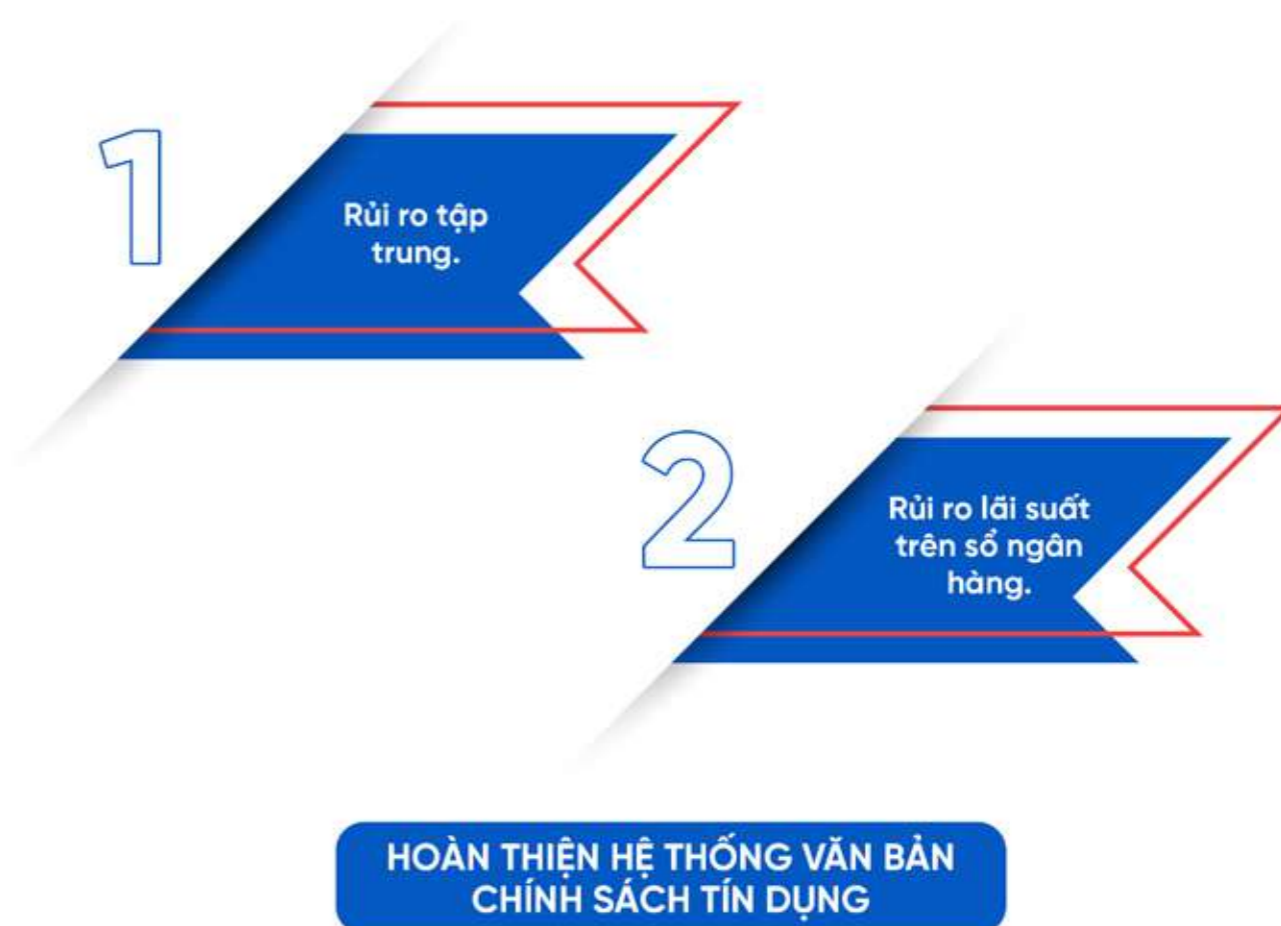 1
Rủi ro tập
trung.
2
Rủi ro lãi suất
trên sổ ngân
hàng.
HOÀN THIỆN HỆ THỐNG VĂN BẢN
CHÍNH SÁCH TÍN DỤNG